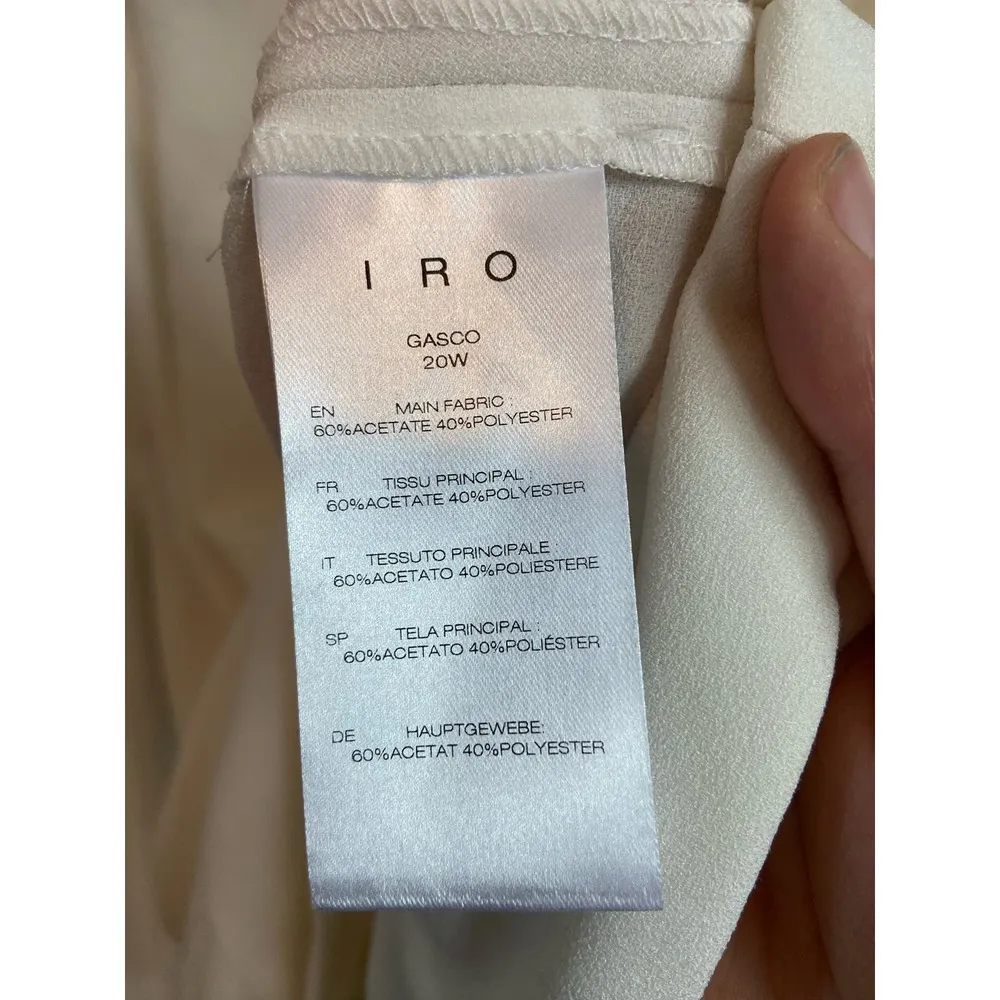 IRO
GASCO
20W
EN MAIN FABRIC :
60%ACETATE 40%POLYESTER
FR TISSU PRINCIPAL :
60%ACETATE 40%POLYESTER
IT TESSUTO PRINCIPALE :
60%ACETATO 40%POLIESTERE
SP TELA PRINCIPAL :
60%ACETATO 40%POLIÉSTER
DE HAUPTGEWEBE:
60%ACETAT 40%POLYESTER